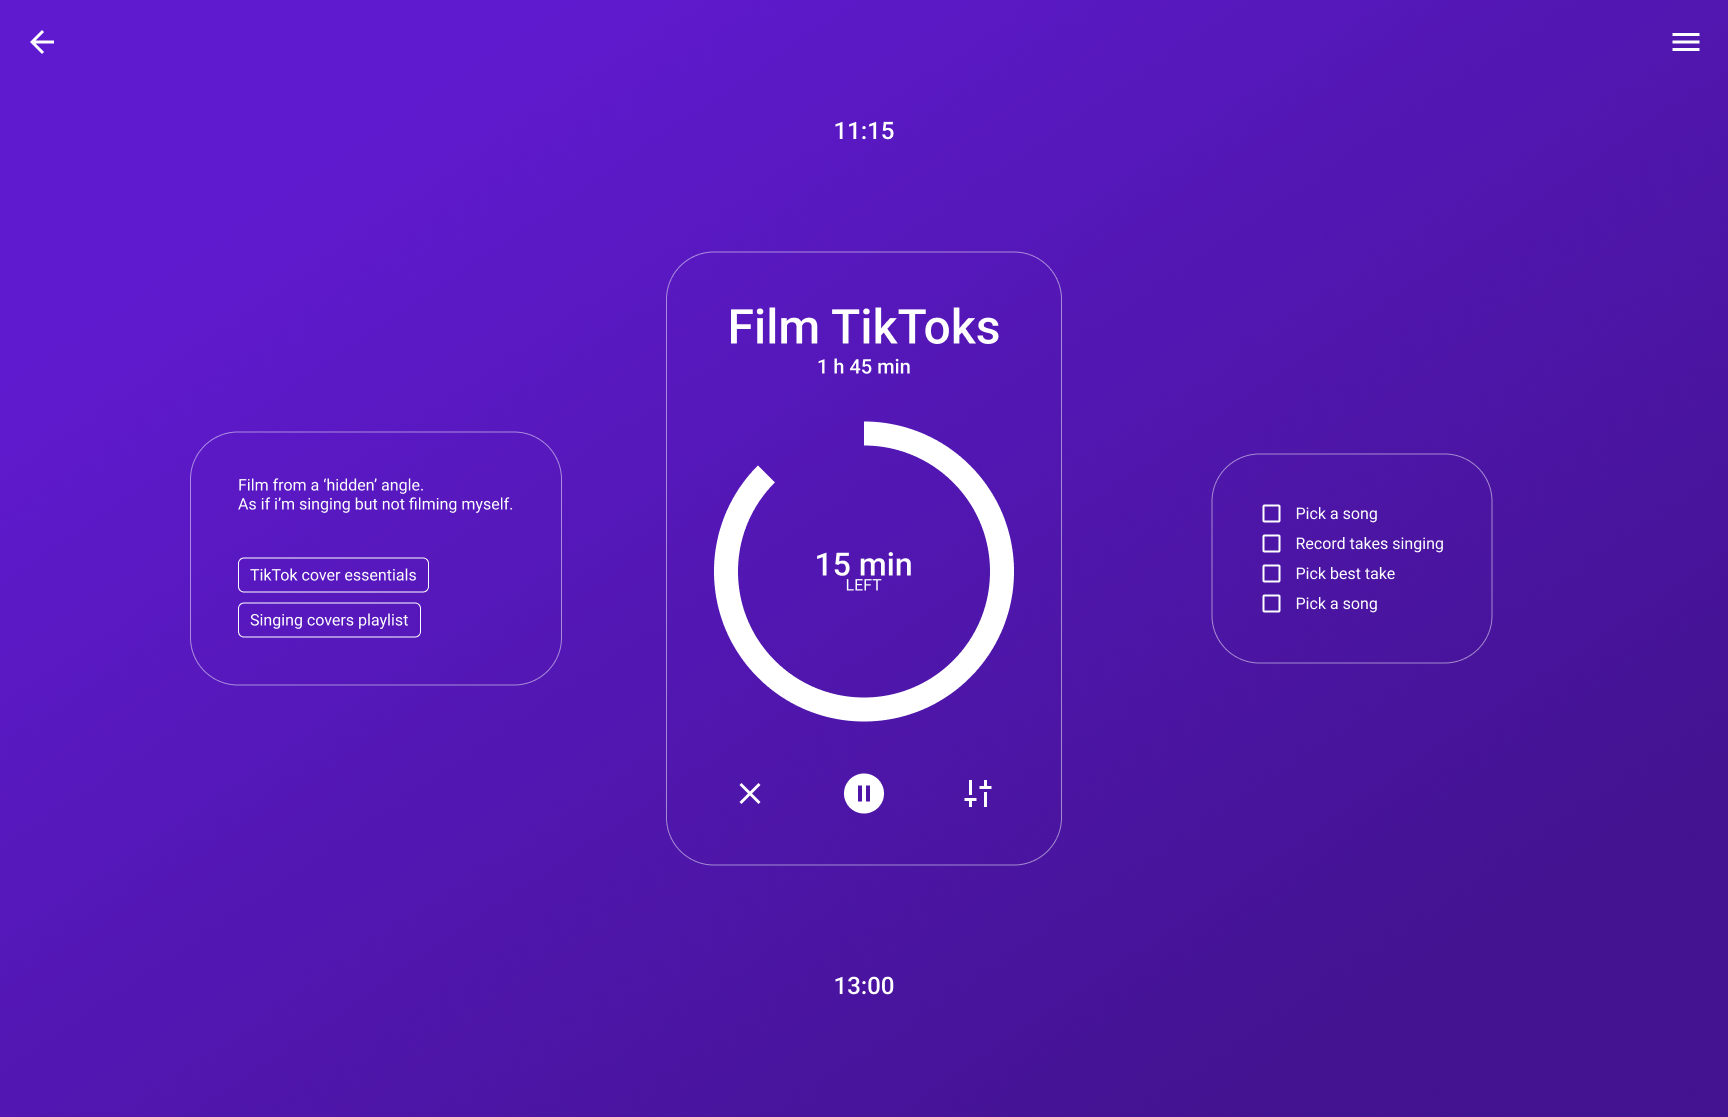 11:15
Film TikToks
1 h 45 min
15 min
LEFT
Film from a ‘hidden’ angle.
As if i’m singing but not filming myself.
TikTok cover essentials
Singing covers playlist
Pick a song
Record takes singing
Pick best take
Pick a song
13:00